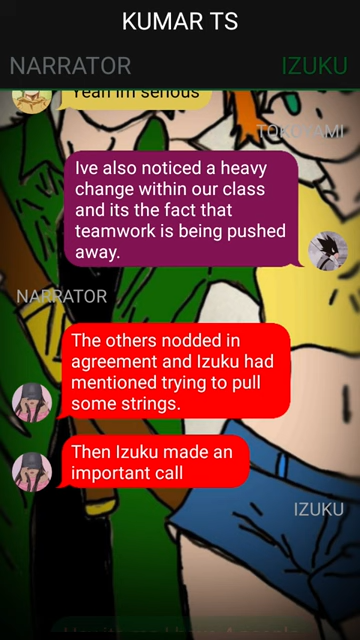 KUMAR TS
NARRATOR
IZUKU
Yeah im serious
TOKOYAMI
Ive also noticed a heavy
change within our class
and its the fact that
teamwork is being pushed
away.
NARRATOR
The others nodded in
agreement and Izuku had
mentioned trying to pull
some strings.
Then Izuku made an
important call
IZUKU